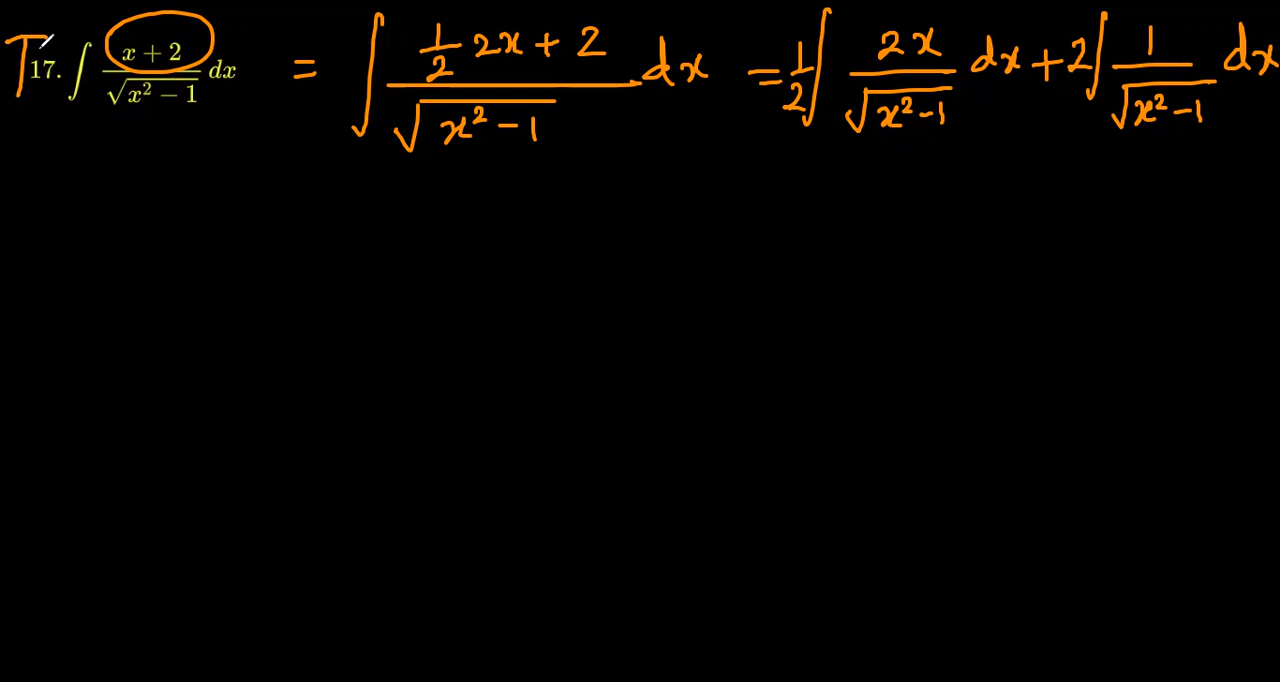 17. ∫ (x + 2)/√(x² − 1) dx = ∫ (½ 2x + 2)/√(x² − 1) dx = ½ ∫ 2x/√(x² − 1) dx + 2 ∫ 1/√(x² − 1) dx